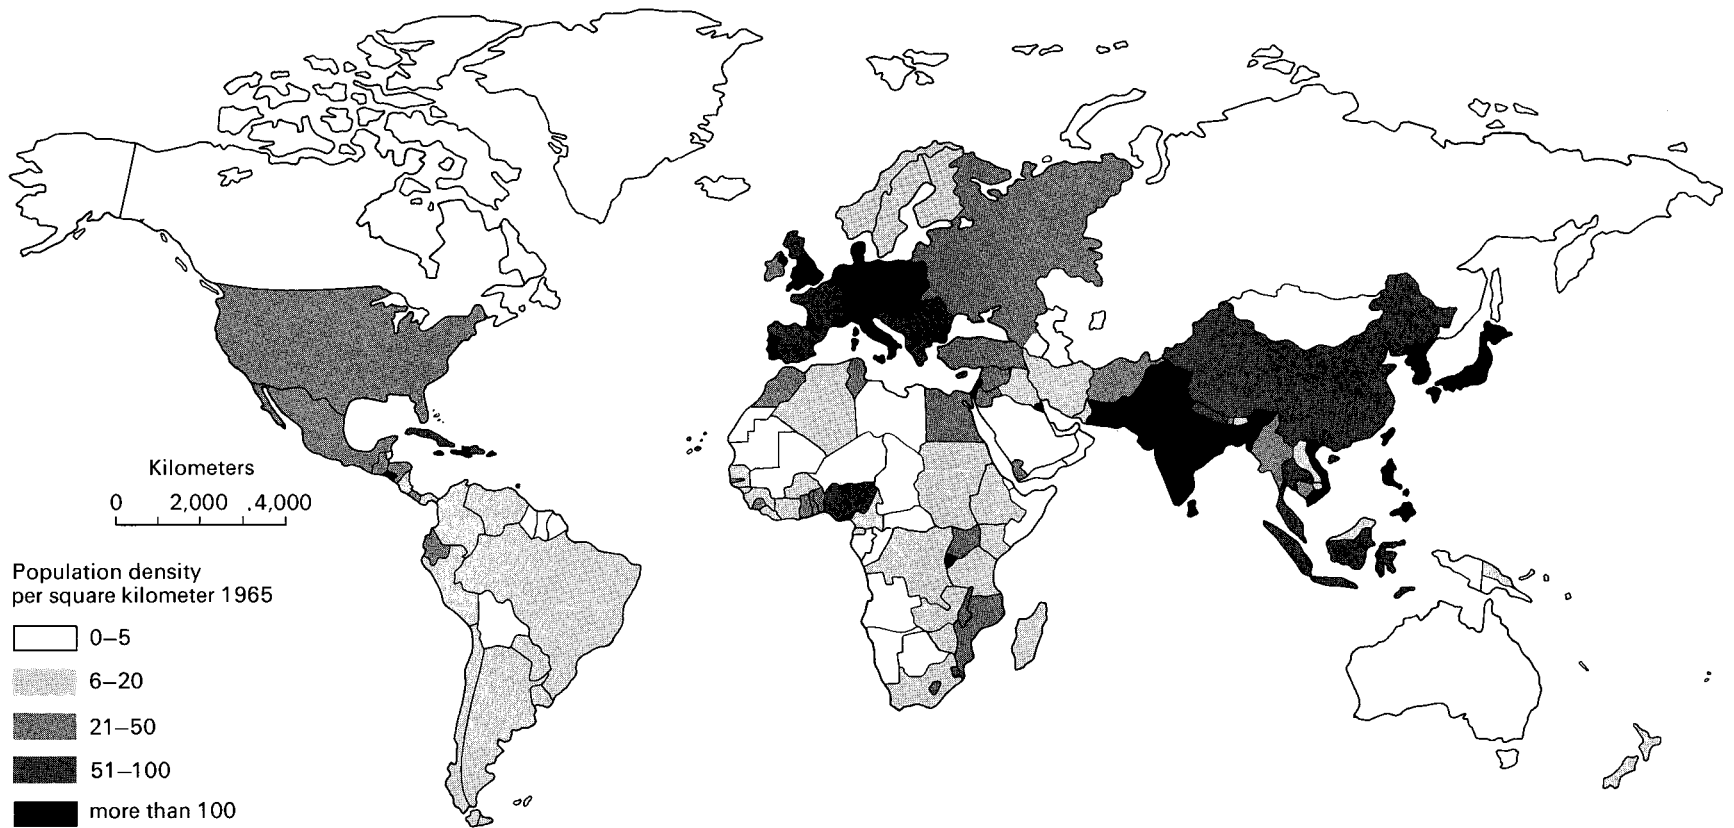 Kilometers
0 2,000 .4,000
Population density
per square kilometer 1965
0–5
6–20
21–50
51–100
more than 100